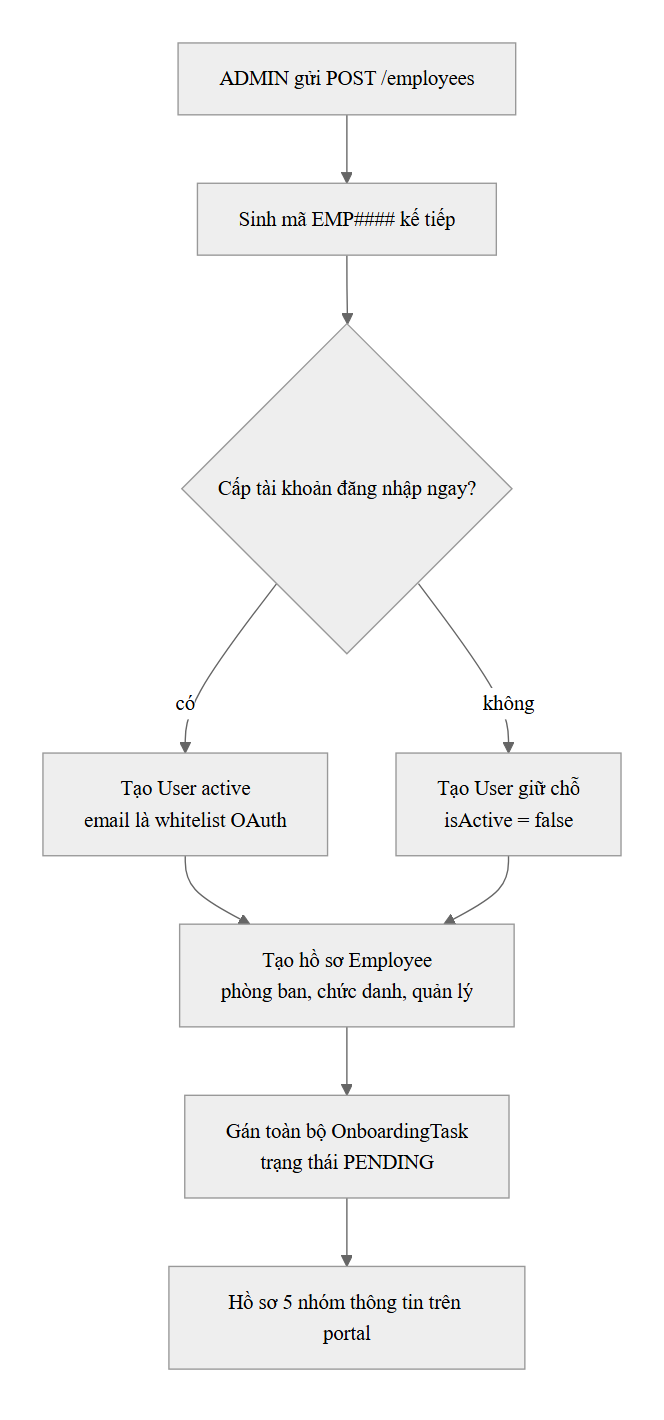 ADMIN gửi POST /employees
Sinh mã EMP#### kế tiếp
Cấp tài khoản đăng nhập ngay?
có
không
Tạo User active
email là whitelist OAuth
Tạo User giữ chỗ
isActive = false
Tạo hồ sơ Employee
phòng ban, chức danh, quản lý
Gán toàn bộ OnboardingTask
trạng thái PENDING
Hồ sơ 5 nhóm thông tin trên
portal